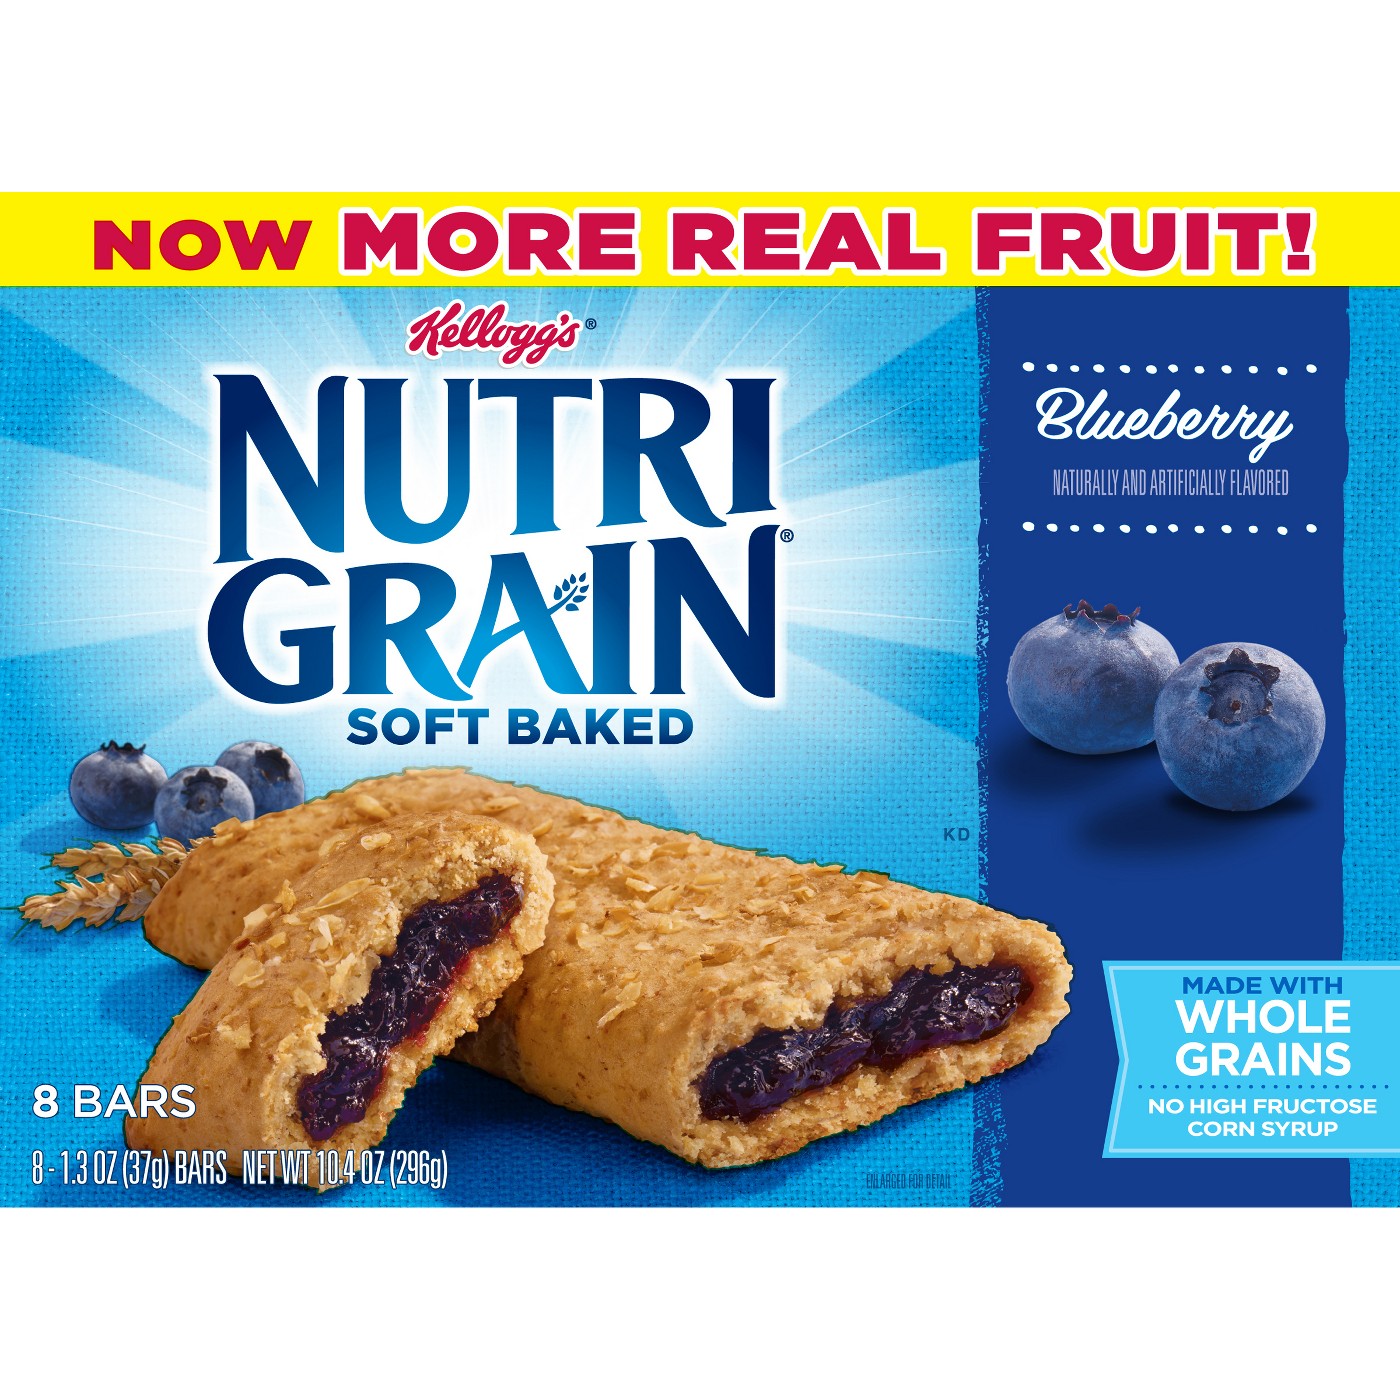 NOW MORE REAL FRUIT!
Kellogg's®
NUTRI
GRAIN®
SOFT BAKED
Blueberry
NATURALLY AND ARTIFICIALLY FLAVORED
KD
MADE WITH
WHOLE
GRAINS
NO HIGH FRUCTOSE
CORN SYRUP
8 BARS
8 - 1.3 OZ (37g) BARS NET WT 10.4 OZ (296g)
ENLARGED FOR DETAIL